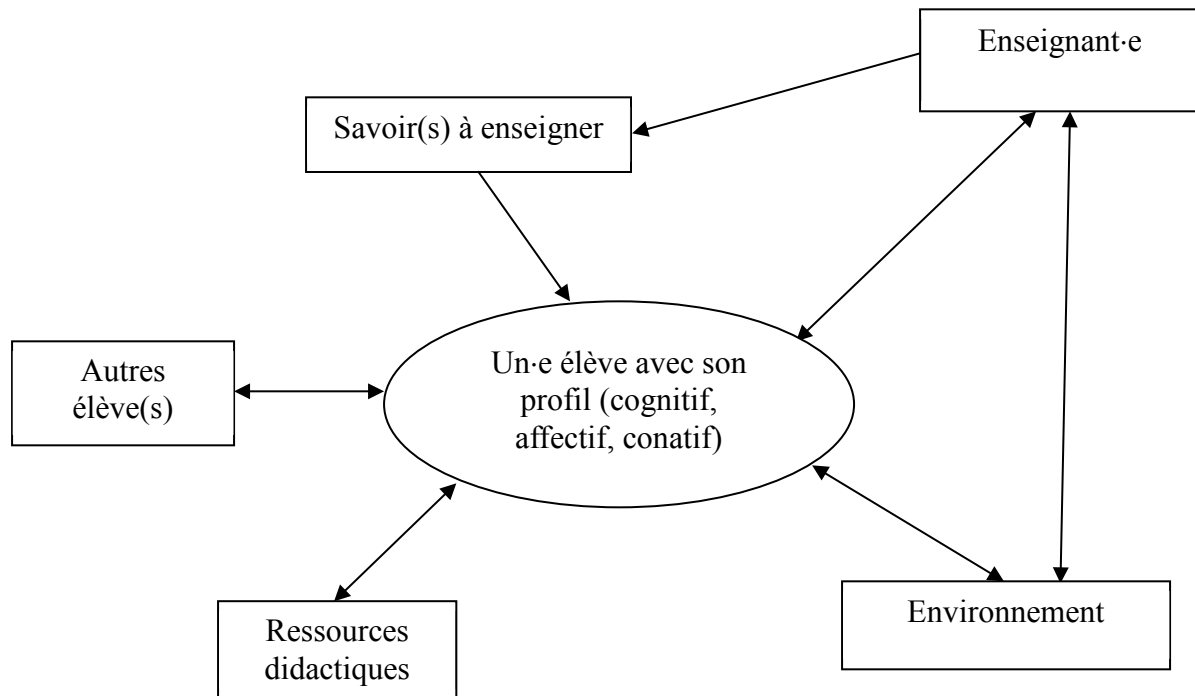 Enseignant·e
Savoir(s) à enseigner
Un·e élève avec son
profil (cognitif,
affectif, conatif)
Autres
élève(s)
Ressources
didactiques
Environnement